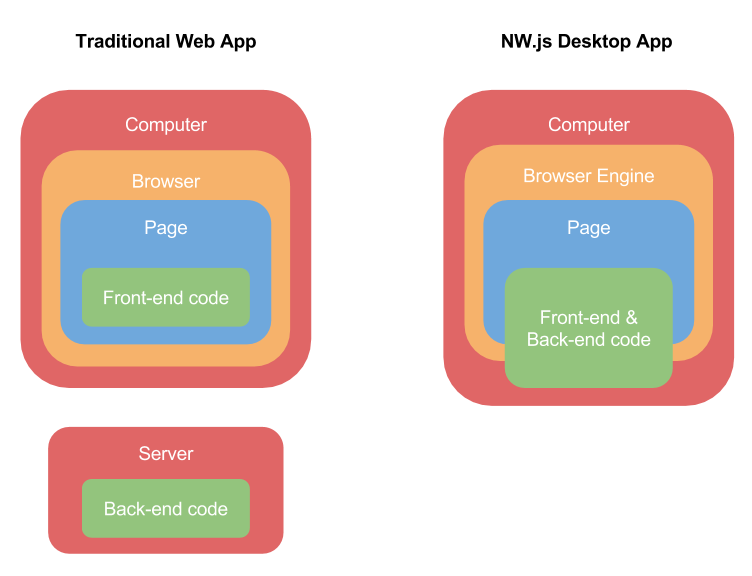 Traditional Web App
Computer
Browser
Page
Front-end code
Server
Back-end code
NW.js Desktop App
Computer
Browser Engine
Page
Front-end &
Back-end code